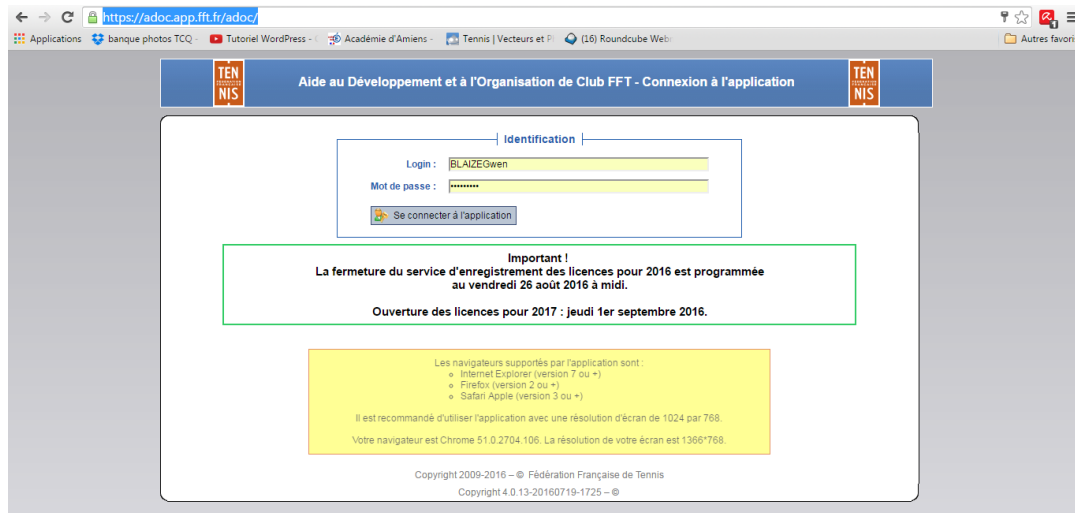 https://adoc.app.fft.fr/adoc/
Applications banque photos TCQ - Tutoriel WordPress - Académie d'Amiens - Tennis | Vecteurs et P (16) Roundcube Web Autres favori
TEN
NIS
Aide au Développement et à l'Organisation de Club FFT - Connexion à l'application
TEN
NIS
Identification
Login : BLAIZEGwen
Mot de passe : •••••••••
Se connecter à l'application
Important !
La fermeture du service d'enregistrement des licences pour 2016 est programmée
au vendredi 26 août 2016 à midi.
Ouverture des licences pour 2017 : jeudi 1er septembre 2016.
Les navigateurs supportés par l'application sont :
Internet Explorer (version 7 ou +)
Firefox (version 2 ou +)
Safari Apple (version 3 ou +)
Il est recommandé d'utiliser l'application avec une résolution d'écran de 1024 par 768.
Votre navigateur est Chrome 51.0.2704.106. La résolution de votre écran est 1366*768.
Copyright 2009-2016 – © Fédération Française de Tennis
Copyright 4.0.13-20160719-1725 – ©